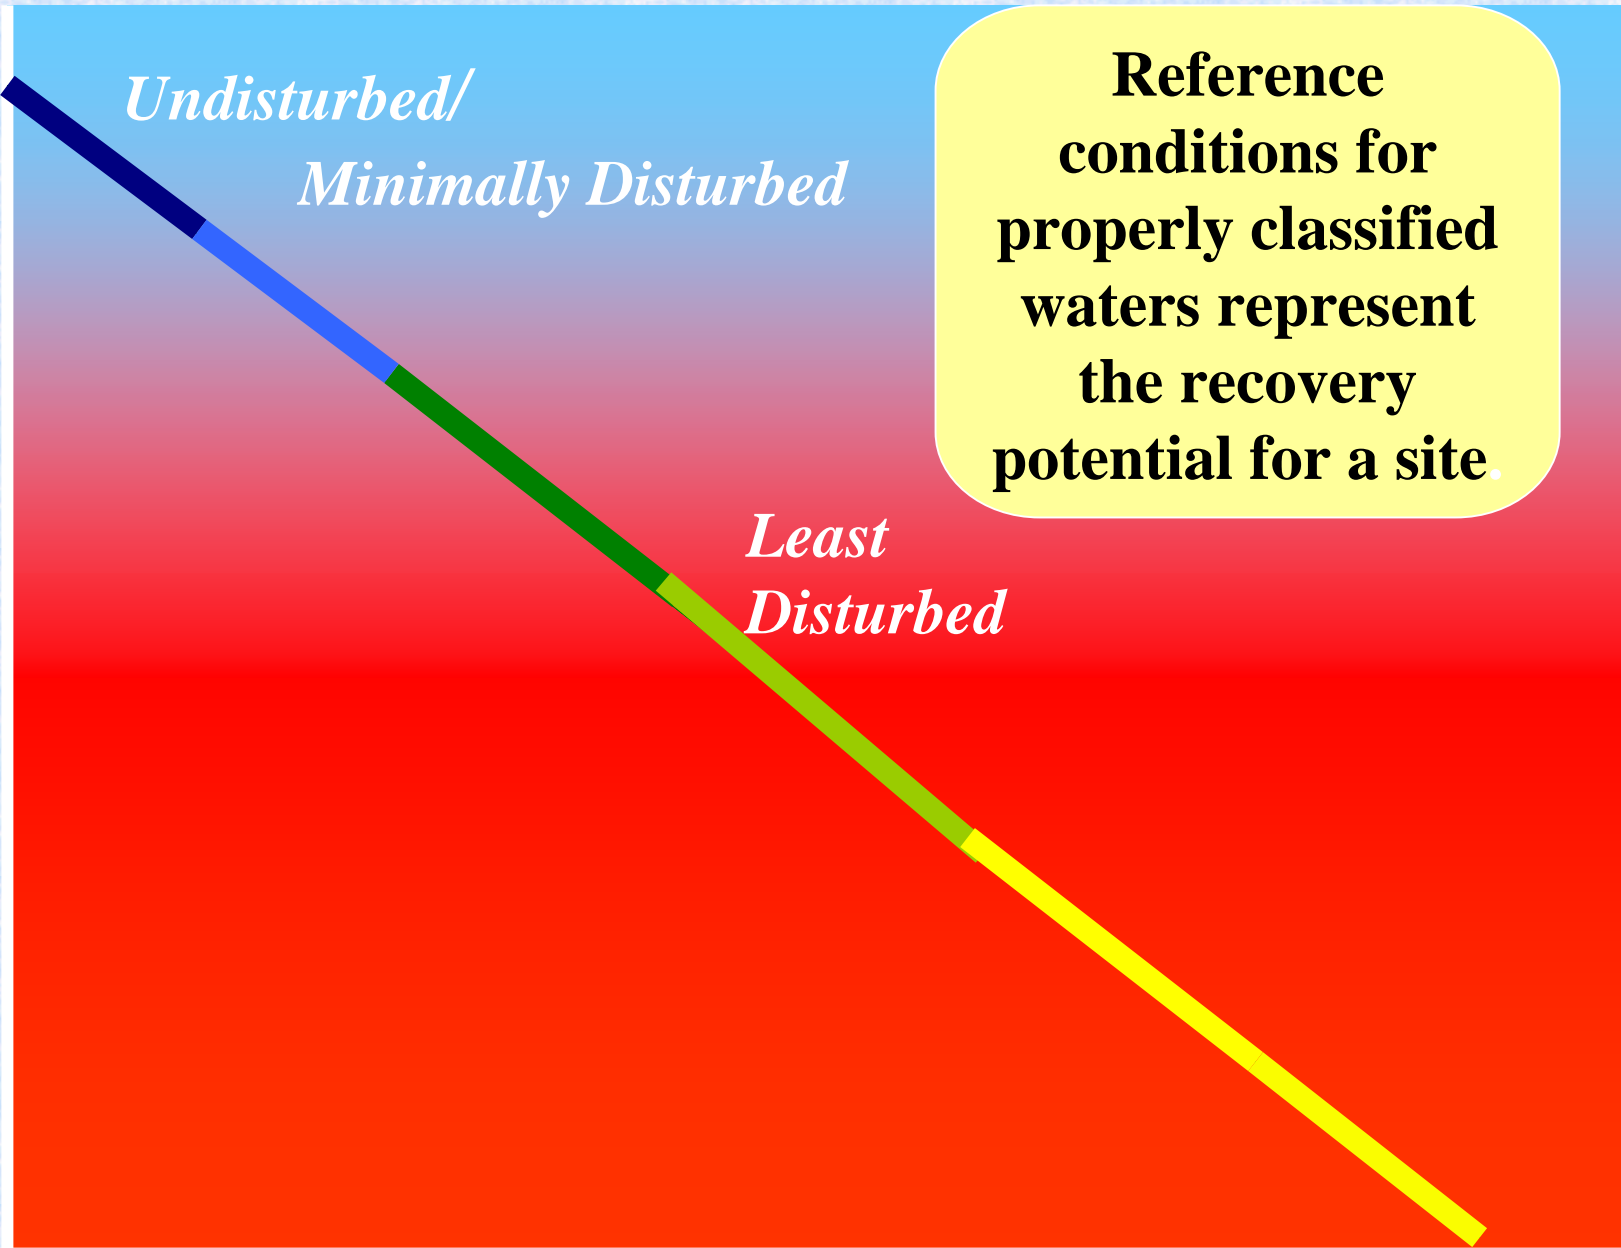 Undisturbed/
Minimally Disturbed
Reference
conditions for
properly classified
waters represent
the recovery
potential for a site.
Least
Disturbed